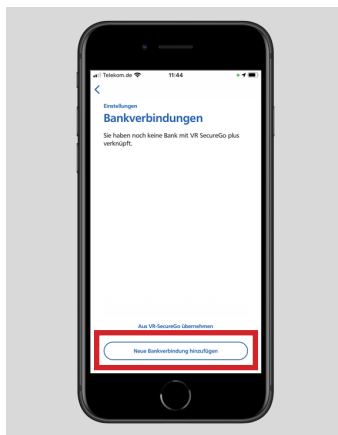 Telekom.de 11:44
Einstellungen
Bankverbindungen
Sie haben noch keine Bank mit VR SecureGo plus
verknüpft.
Aus VR-SecureGo übernehmen
Neue Bankverbindung hinzufügen